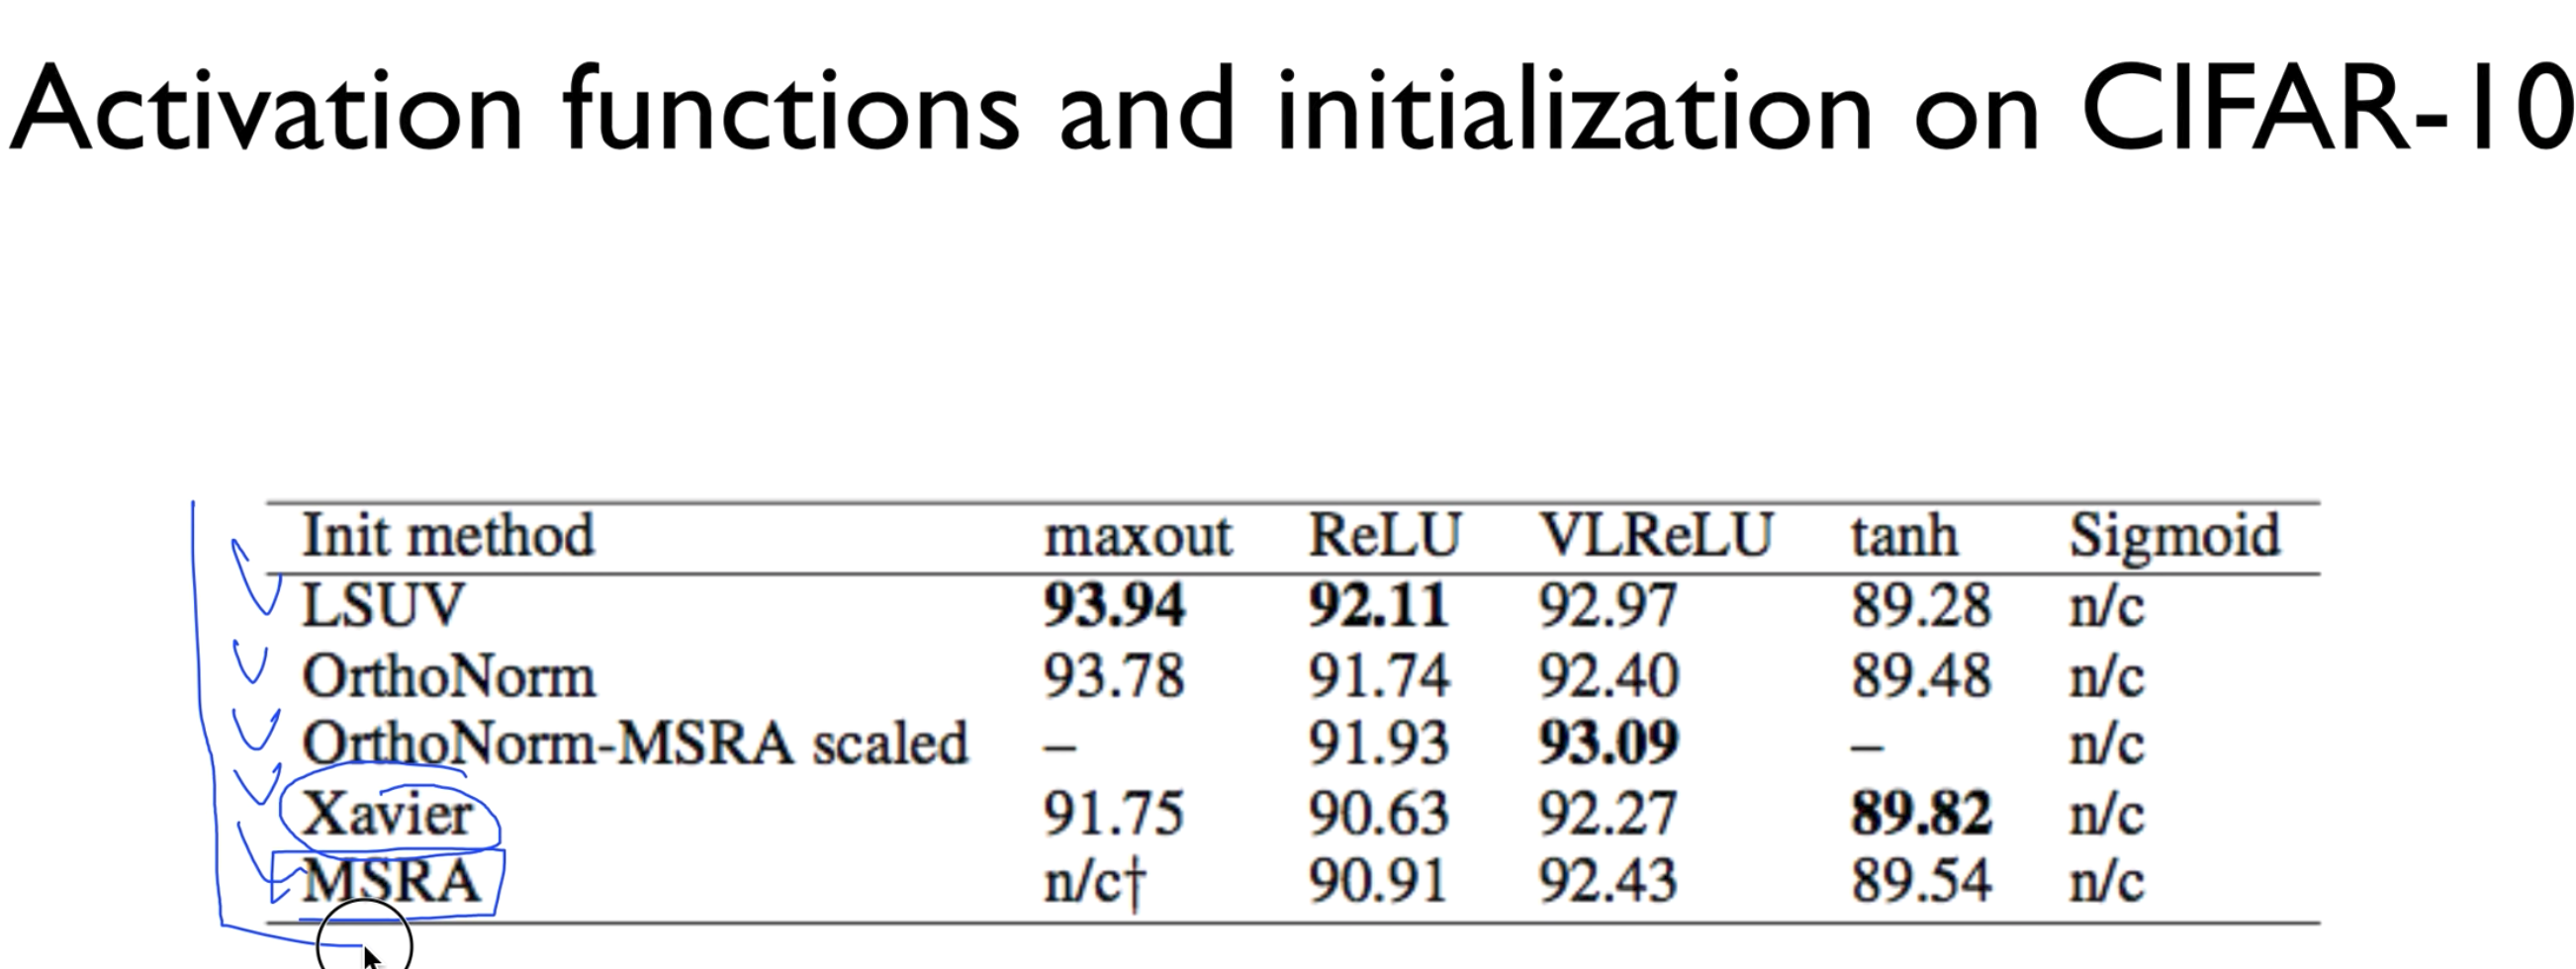 Activation functions and initialization on CIFAR-10
Init method maxout ReLU VLReLU tanh Sigmoid
LSUV 93.94 92.11 92.97 89.28 n/c
OrthoNorm 93.78 91.74 92.40 89.48 n/c
OrthoNorm-MSRA scaled – 91.93 93.09 – n/c
Xavier 91.75 90.63 92.27 89.82 n/c
MSRA n/c† 90.91 92.43 89.54 n/c